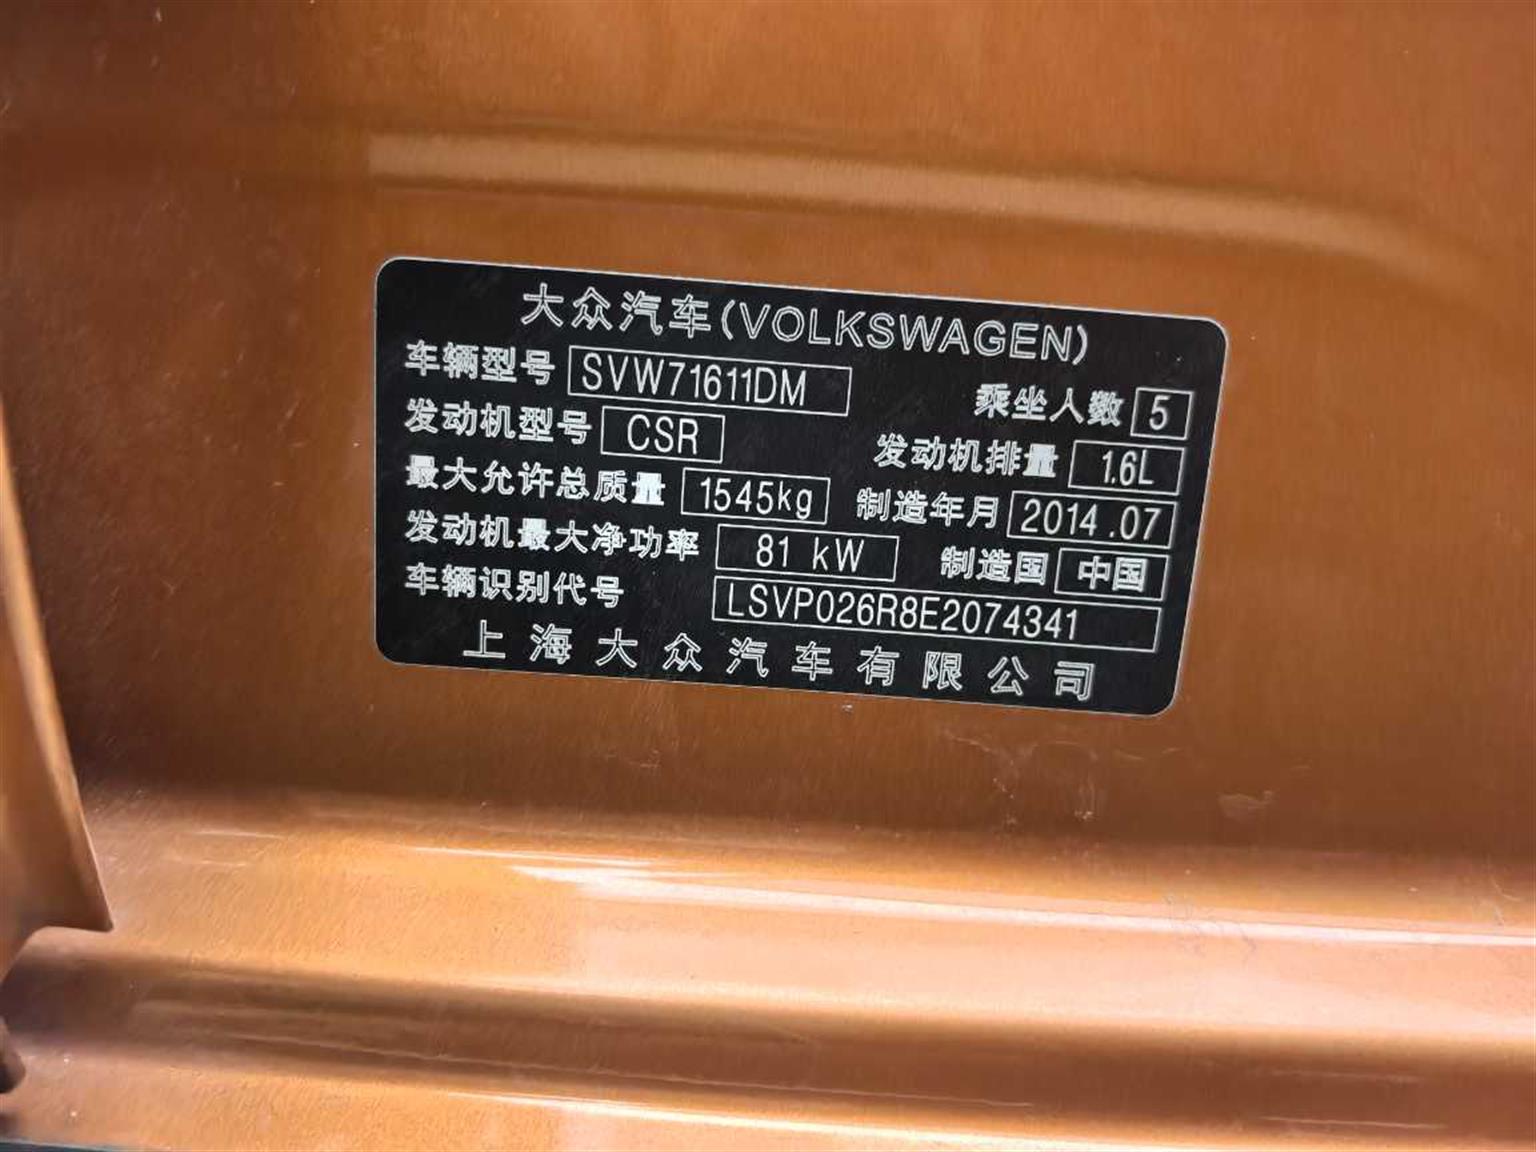 大众汽车(VOLKSWAGEN)
车辆型号 SVW71611DM 乘坐人数 5
发动机型号 CSR 发动机排量 1.6L
最大允许总质量 1545kg 制造年月 2014.07
发动机最大净功率 81 kW 制造国 中国
车辆识别代号 LSVP026R8E2074341
上海大众汽车有限公司